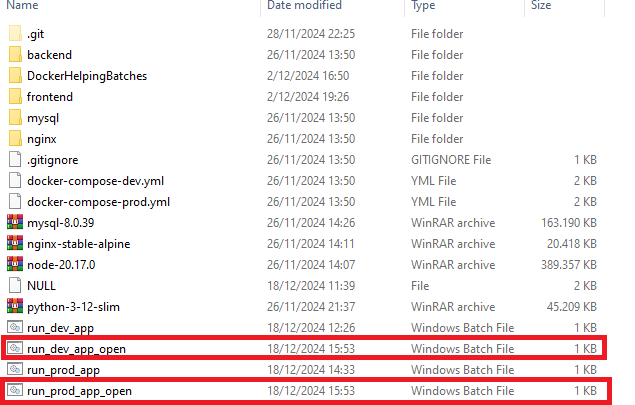 Name Date modified Type Size
.git 28/11/2024 22:25 File folder
backend 26/11/2024 13:50 File folder
DockerHelpingBatches 2/12/2024 16:50 File folder
frontend 2/12/2024 19:26 File folder
mysql 26/11/2024 13:50 File folder
nginx 26/11/2024 13:50 File folder
.gitignore 26/11/2024 13:50 GITIGNORE File 1 KB
docker-compose-dev.yml 26/11/2024 13:50 YML File 2 KB
docker-compose-prod.yml 26/11/2024 13:50 YML File 2 KB
mysql-8.0.39 26/11/2024 14:26 WinRAR archive 163.190 KB
nginx-stable-alpine 26/11/2024 14:11 WinRAR archive 20.418 KB
node-20.17.0 26/11/2024 14:07 WinRAR archive 389.357 KB
NULL 18/12/2024 11:39 File 1 KB
python-3-12-slim 26/11/2024 21:37 WinRAR archive 45.209 KB
run_dev_app 18/12/2024 12:26 Windows Batch File 1 KB
run_dev_app_open 18/12/2024 15:53 Windows Batch File 1 KB
run_prod_app 18/12/2024 14:33 Windows Batch File 1 KB
run_prod_app_open 18/12/2024 15:53 Windows Batch File 1 KB